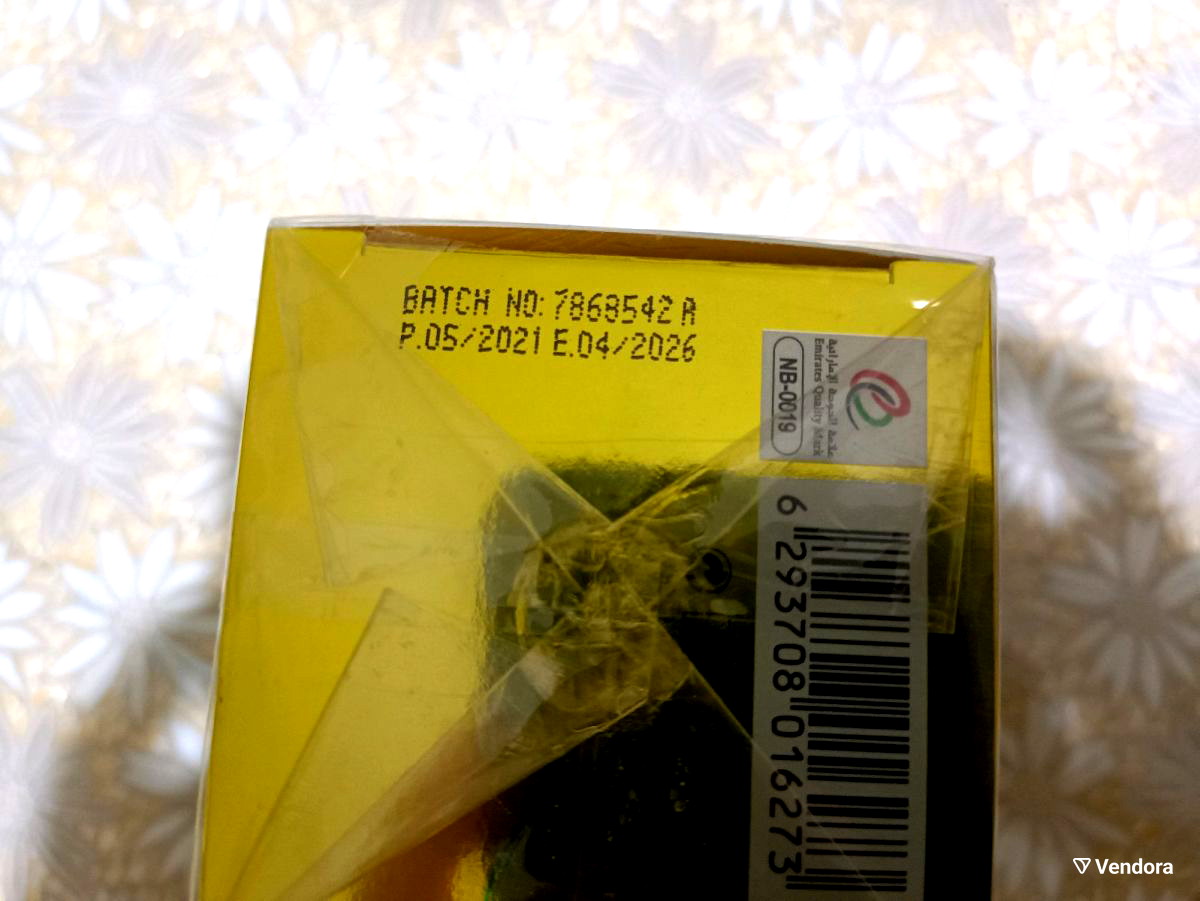 BATCH NO: 7868542 A
P.05/2021 E.04/2026
علامة الجودة الإماراتية
Emirates Quality Mark
NB-0019
6 293708 016273
Vendora